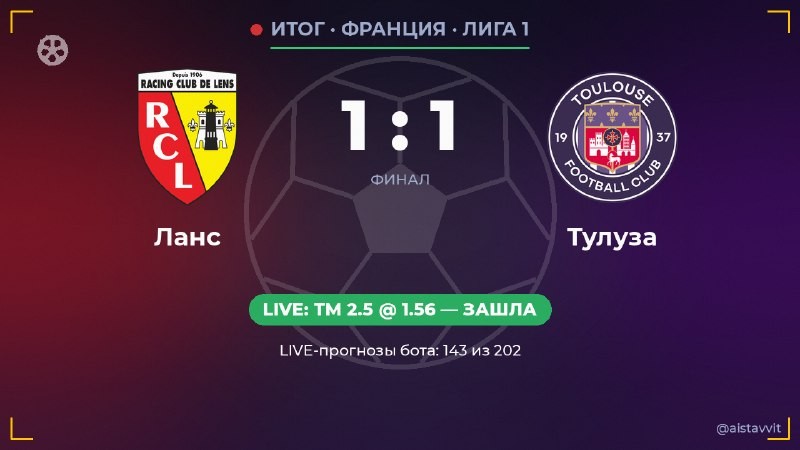 ИТОГ · ФРАНЦИЯ · ЛИГА 1
Depuis 1906
RACING CLUB DE LENS
RCL
1 : 1
ФИНАЛ
TOULOUSE
19 37
FOOTBALL CLUB
Ланс
Тулуза
LIVE: ТМ 2.5 @ 1.56 — ЗАШЛА
LIVE-прогнозы бота: 143 из 202
@aistavvit